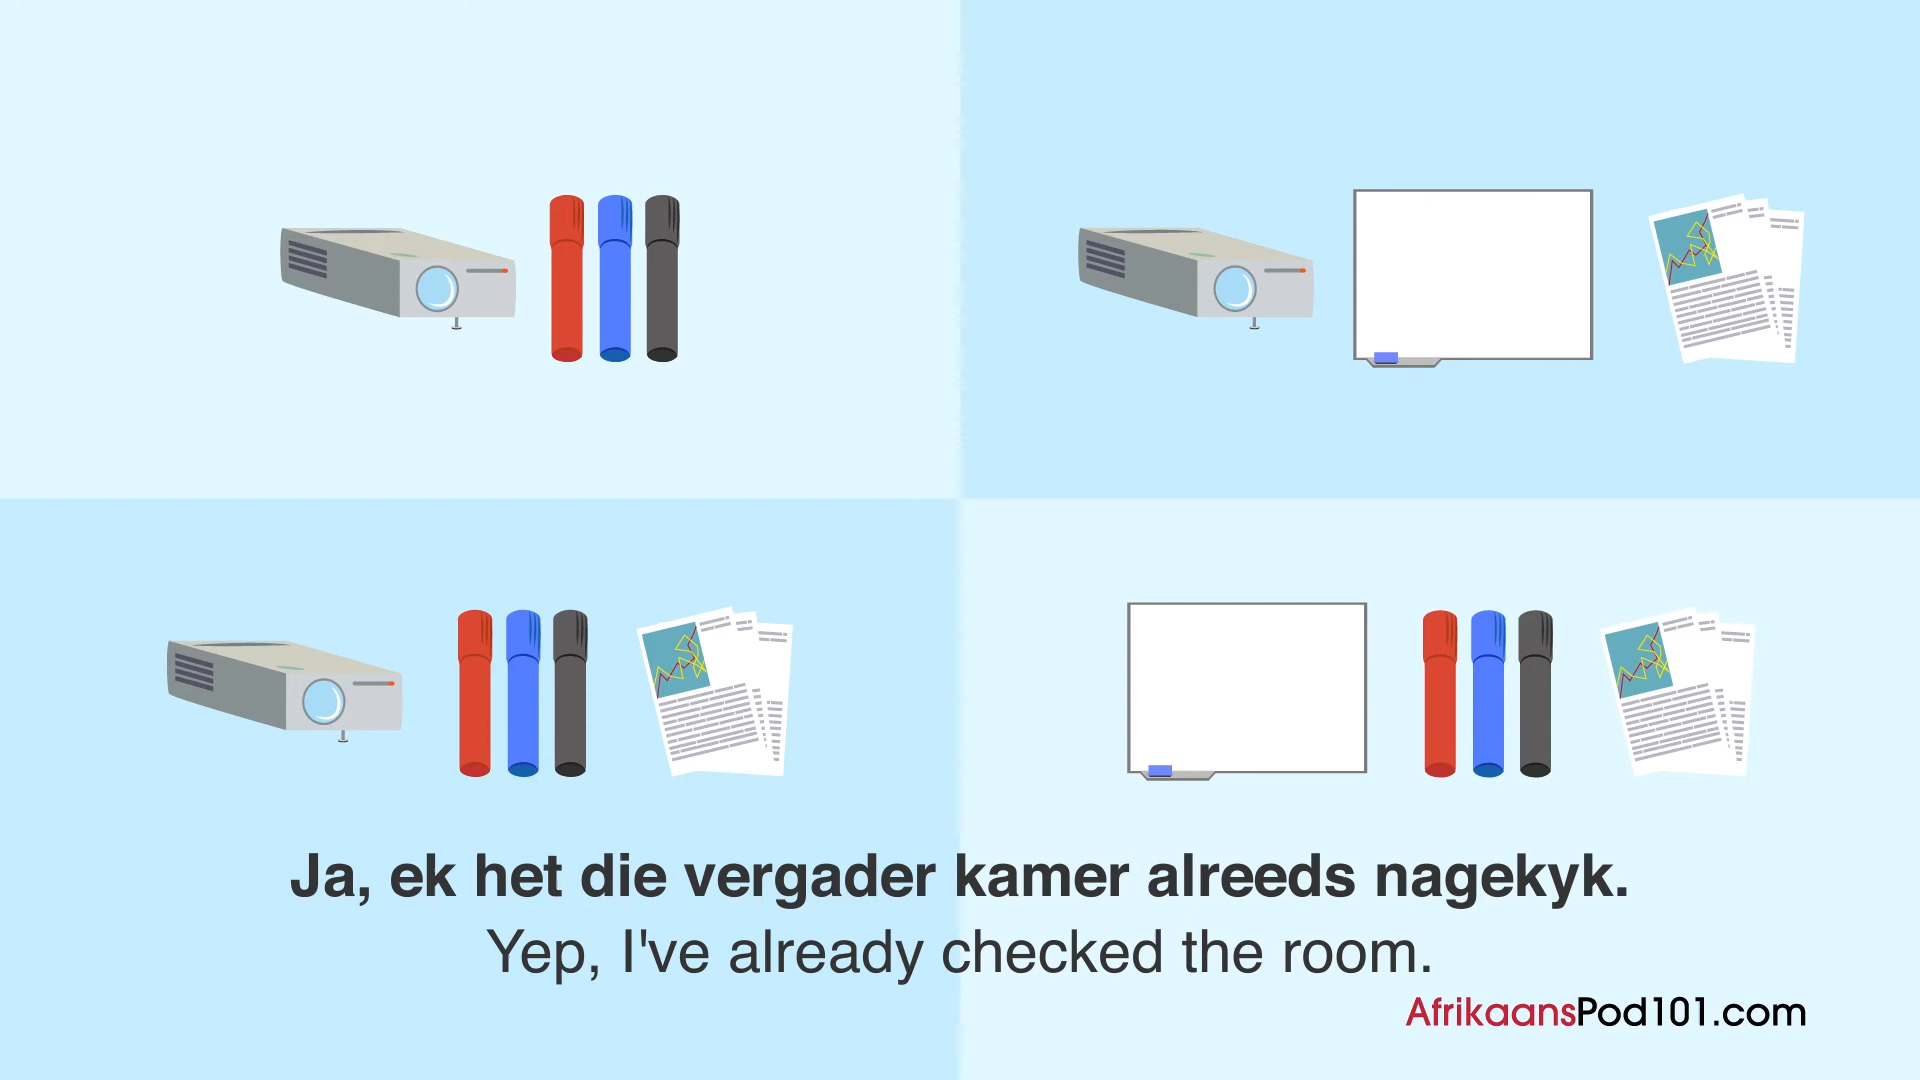 Ja, ek het die vergader kamer alreeds nagekyk.
Yep, I've already checked the room.
AfrikaansPod101.com